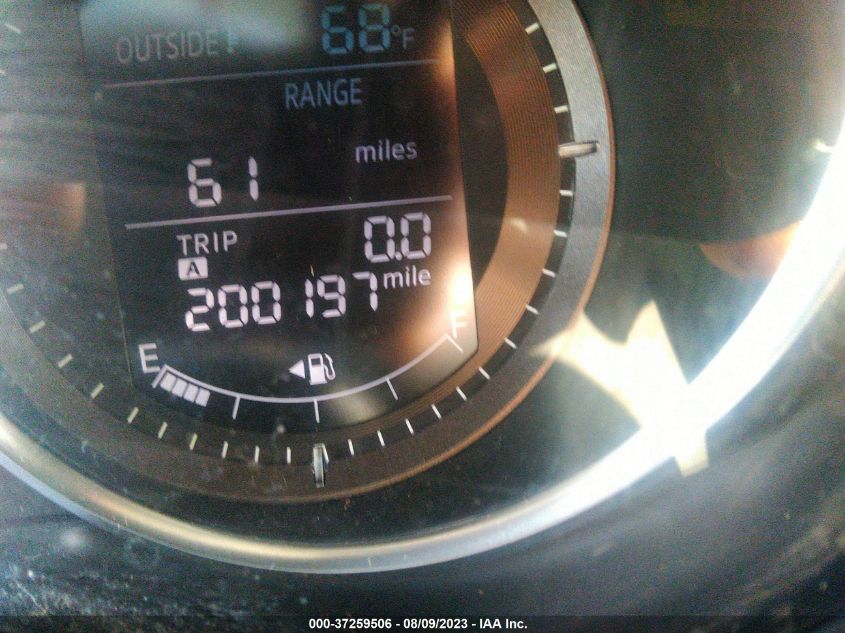 OUTSIDE 68°F
RANGE
61 miles
TRIP 0.0
A
200197 mile
E F
000-37259506 - 08/09/2023 - IAA Inc.